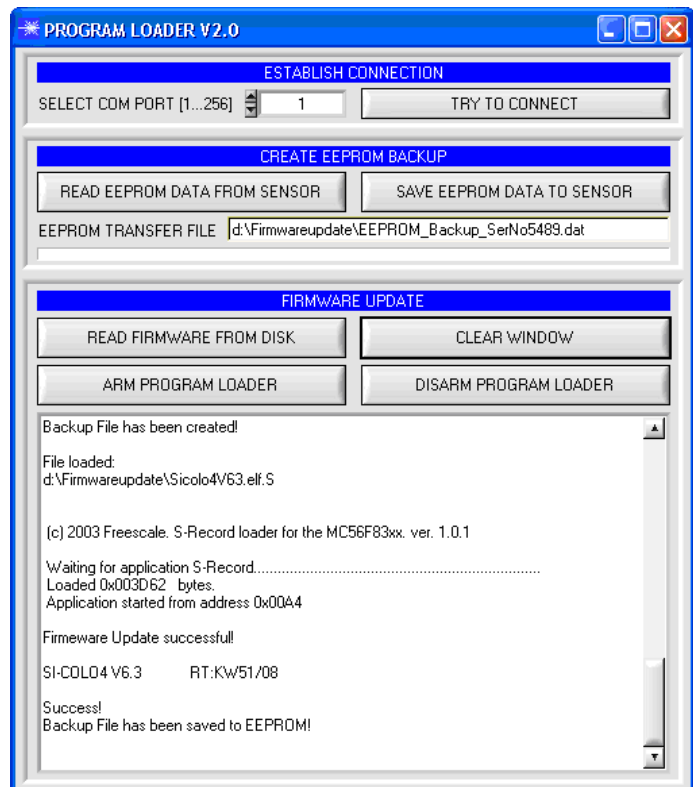 PROGRAM LOADER V2.0
ESTABLISH CONNECTION
SELECT COM PORT [1...256] 1 TRY TO CONNECT
CREATE EEPROM BACKUP
READ EEPROM DATA FROM SENSOR SAVE EEPROM DATA TO SENSOR
EEPROM TRANSFER FILE d:\Firmwareupdate\EEPROM_Backup_SerNo5489.dat
FIRMWARE UPDATE
READ FIRMWARE FROM DISK CLEAR WINDOW
ARM PROGRAM LOADER DISARM PROGRAM LOADER
Backup File has been created!
File loaded:
d:\Firmwareupdate\Sicolo4V63.elf.S
(c) 2003 Freescale. S-Record loader for the MC56F83xx. ver. 1.0.1
Waiting for application S-Record.......................................................................
Loaded 0x003D62 bytes.
Application started from address 0x00A4
Firmeware Update successful!
SI-COLO4 V6.3 RT:KW51/08
Success!
Backup File has been saved to EEPROM!